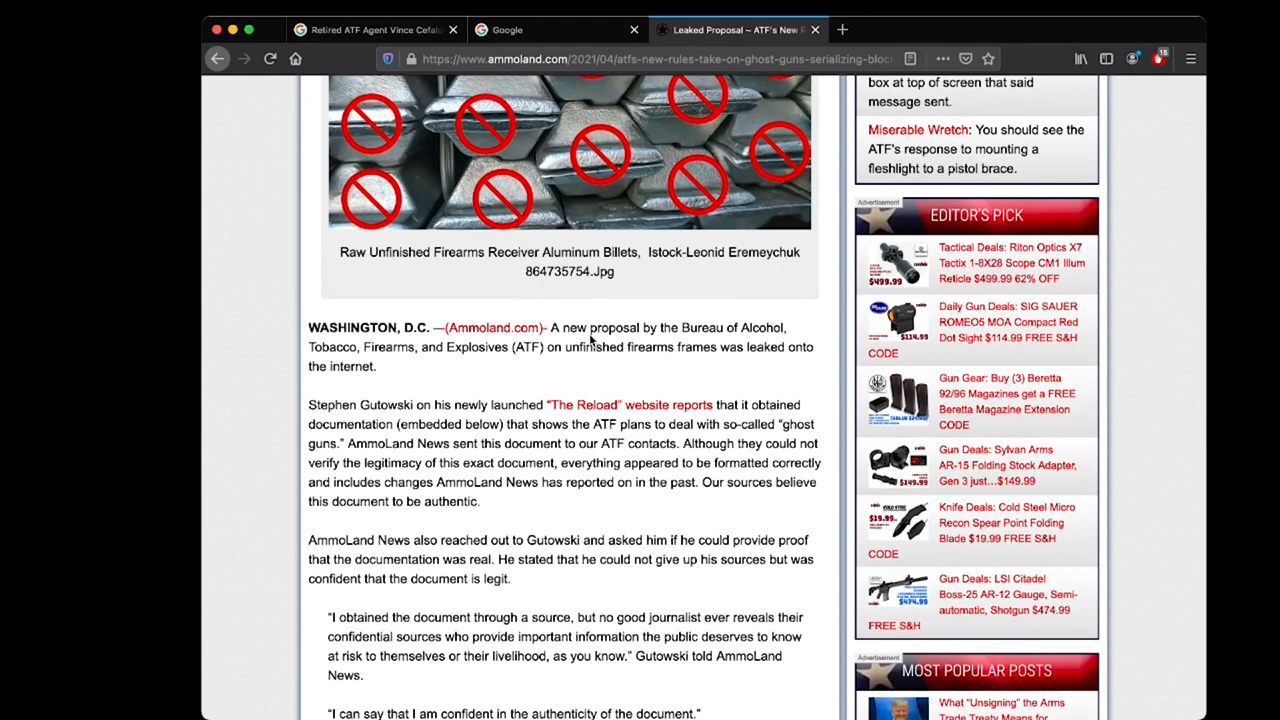 Retired ATF Agent Vince Cefalu
Google
Leaked Proposal ~ ATF's New R
https://www.ammoland.com/2021/04/atfs-new-rules-take-on-ghost-guns-serializing-bloc
15
Raw Unfinished Firearms Receiver Aluminum Billets, Istock-Leonid Eremeychuk
864735754.Jpg
WASHINGTON, D.C. —(Ammoland.com)- A new proposal by the Bureau of Alcohol,
Tobacco, Firearms, and Explosives (ATF) on unfinished firearms frames was leaked onto
the internet.
Stephen Gutowski on his newly launched “The Reload” website reports that it obtained
documentation (embedded below) that shows the ATF plans to deal with so-called “ghost
guns.” AmmoLand News sent this document to our ATF contacts. Although they could not
verify the legitimacy of this exact document, everything appeared to be formatted correctly
and includes changes AmmoLand News has reported on in the past. Our sources believe
this document to be authentic.
AmmoLand News also reached out to Gutowski and asked him if he could provide proof
that the documentation was real. He stated that he could not give up his sources but was
confident that the document is legit.
“I obtained the document through a source, but no good journalist ever reveals their
confidential sources who provide important information the public deserves to know
at risk to themselves or their livelihood, as you know.” Gutowski told AmmoLand
News.
“I can say that I am confident in the authenticity of the document.”
box at top of screen that said
message sent.
Miserable Wretch: You should see the
ATF's response to mounting a
fleshlight to a pistol brace.
Advertisement
EDITOR'S PICK
Tactical Deals: Riton Optics X7
Tactix 1-8X28 Scope CM1 Illum
Reticle $499.99 62% OFF
$499.99
Daily Gun Deals: SIG SAUER
ROMEO5 MOA Compact Red
Dot Sight $114.99 FREE S&H
CODE
$114.99
Gun Gear: Buy (3) Beretta
92/96 Magazines get a FREE
Beretta Magazine Extension
CODE
Gun Deals: Sylvan Arms
AR-15 Folding Stock Adapter,
Gen 3 just…$149.99
$149.99
Knife Deals: Cold Steel Micro
Recon Spear Point Folding
Blade $19.99 FREE S&H
CODE
$19.99
COLD STEEL
Gun Deals: LSI Citadel
Boss-25 AR-12 Gauge, Semi-
automatic, Shotgun $474.99
FREE S&H
$474.99
Advertisement
MOST POPULAR POSTS
What “Unsigning” the Arms
Trade Treaty Means for